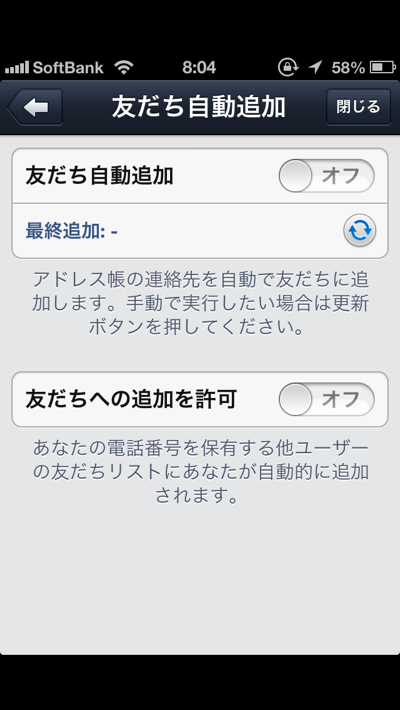 SoftBank 8:04 58%
友だち自動追加 閉じる
友だち自動追加 オフ
最終追加: -
アドレス帳の連絡先を自動で友だちに追
加します。手動で実行したい場合は更新
ボタンを押してください。
友だちへの追加を許可 オフ
あなたの電話番号を保有する他ユーザー
の友だちリストにあなたが自動的に追加
されます。